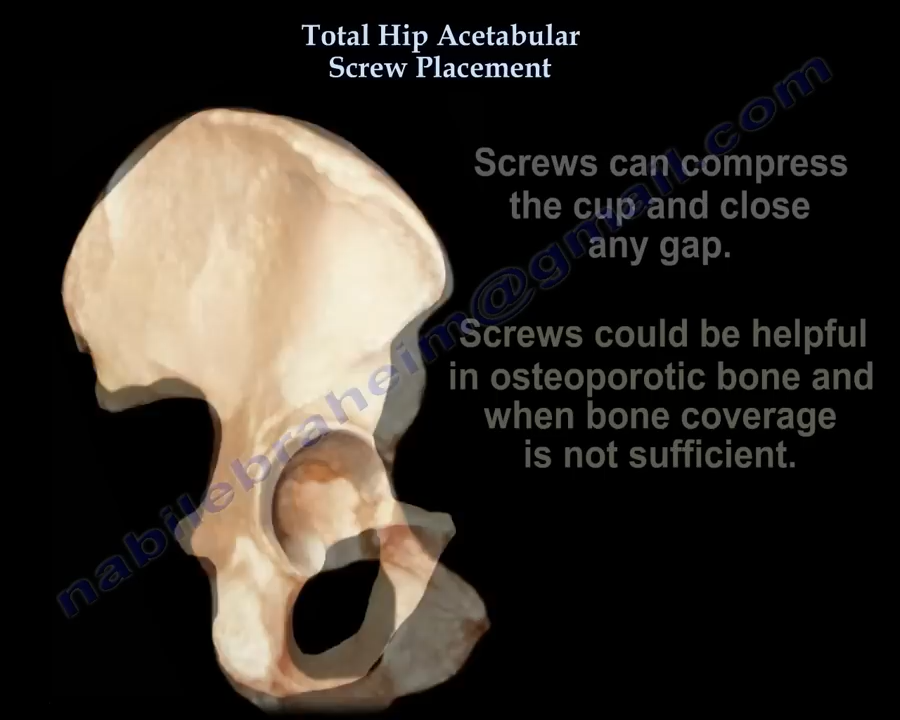 Total Hip Acetabular
Screw Placement
Screws can compress
the cup and close
any gap.
Screws could be helpful
in osteoporotic bone and
when bone coverage
is not sufficient.
nabilebraheim@gmail.com